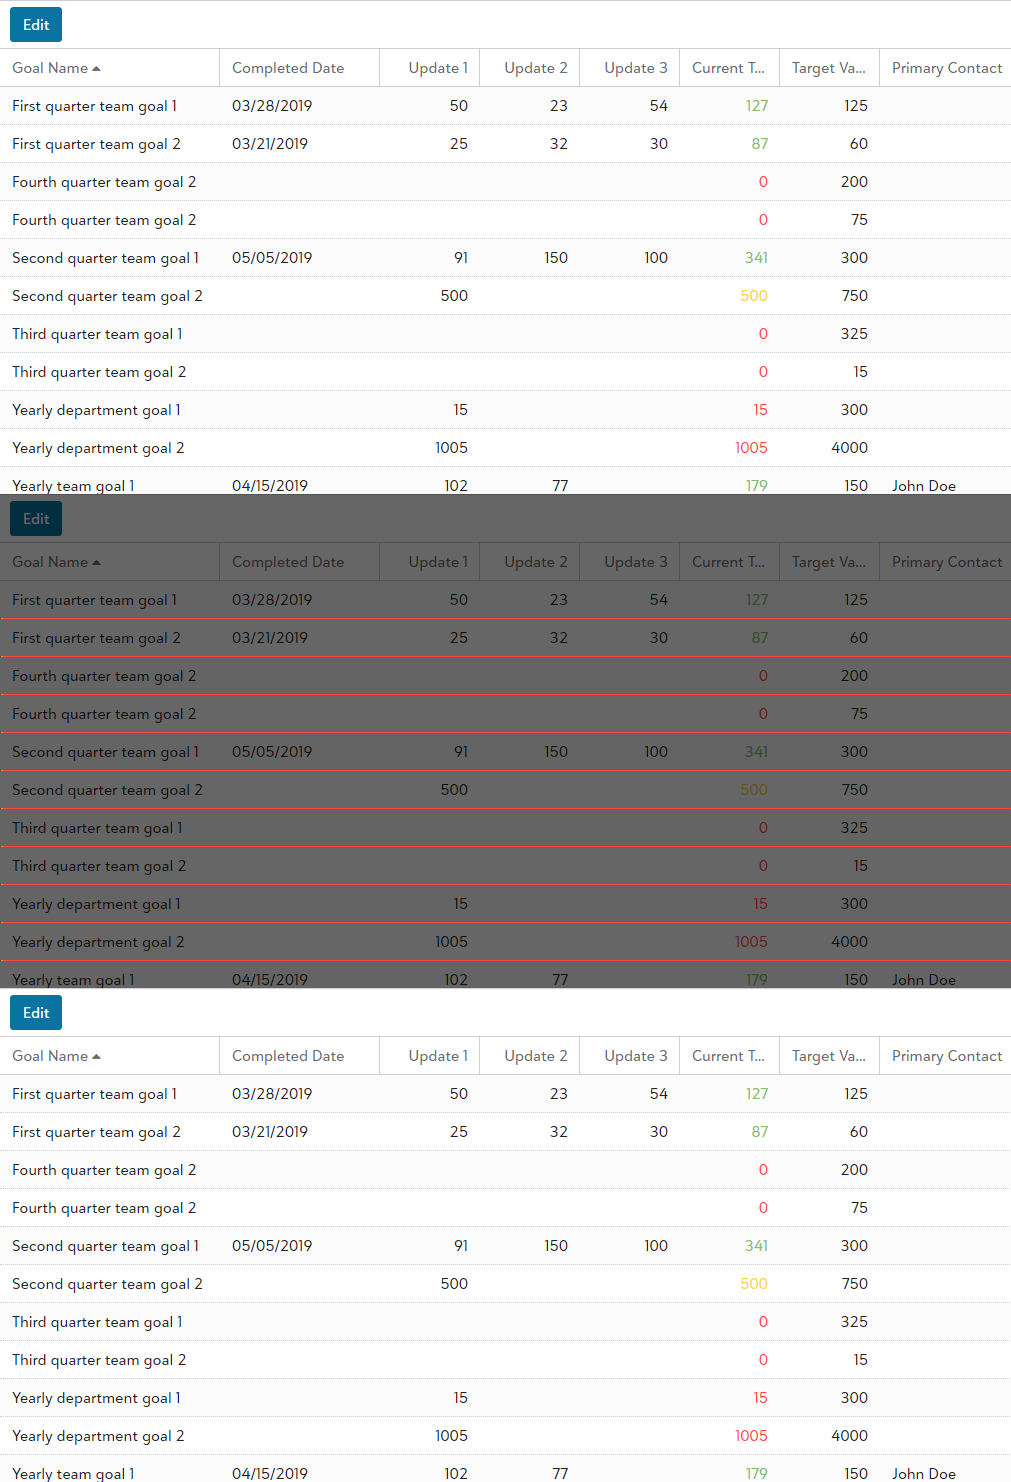 Edit
Goal Name Completed Date Update 1 Update 2 Update 3 Current T... Target Va... Primary Contact
First quarter team goal 1 03/28/2019 50 23 54 127 125
First quarter team goal 2 03/21/2019 25 32 30 87 60
Fourth quarter team goal 2 0 200
Fourth quarter team goal 2 0 75
Second quarter team goal 1 05/05/2019 91 150 100 341 300
Second quarter team goal 2 500 500 750
Third quarter team goal 1 0 325
Third quarter team goal 2 0 15
Yearly department goal 1 15 15 300
Yearly department goal 2 1005 1005 4000
Yearly team goal 1 04/15/2019 102 77 179 150 John Doe
Edit
Goal Name Completed Date Update 1 Update 2 Update 3 Current T... Target Va... Primary Contact
First quarter team goal 1 03/28/2019 50 23 54 127 125
First quarter team goal 2 03/21/2019 25 32 30 87 60
Fourth quarter team goal 2 0 200
Fourth quarter team goal 2 0 75
Second quarter team goal 1 05/05/2019 91 150 100 341 300
Second quarter team goal 2 500 500 750
Third quarter team goal 1 0 325
Third quarter team goal 2 0 15
Yearly department goal 1 15 15 300
Yearly department goal 2 1005 1005 4000
Yearly team goal 1 04/15/2019 102 77 179 150 John Doe
Edit
Goal Name Completed Date Update 1 Update 2 Update 3 Current T... Target Va... Primary Contact
First quarter team goal 1 03/28/2019 50 23 54 127 125
First quarter team goal 2 03/21/2019 25 32 30 87 60
Fourth quarter team goal 2 0 200
Fourth quarter team goal 2 0 75
Second quarter team goal 1 05/05/2019 91 150 100 341 300
Second quarter team goal 2 500 500 750
Third quarter team goal 1 0 325
Third quarter team goal 2 0 15
Yearly department goal 1 15 15 300
Yearly department goal 2 1005 1005 4000
Yearly team goal 1 04/15/2019 102 77 179 150 John Doe